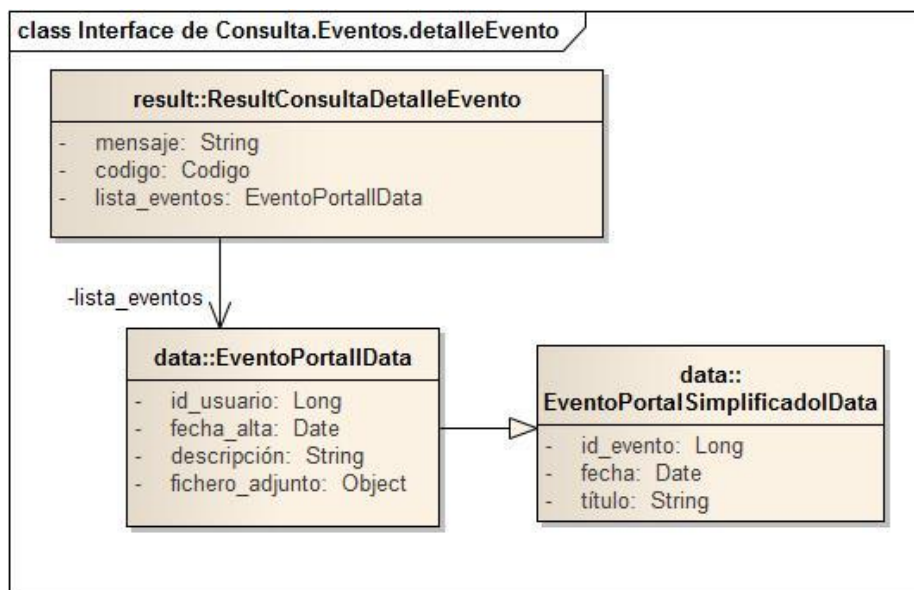 class Interface de Consulta.Eventos.detalleEvento
result::ResultConsultaDetalleEvento
- mensaje: String
- codigo: Codigo
- lista_eventos: EventoPortalIData
-lista_eventos
data::EventoPortalIData
- id_usuario: Long
- fecha_alta: Date
- descripción: String
- fichero_adjunto: Object
data::
EventoPortalSimplificadoIData
- id_evento: Long
- fecha: Date
- título: String